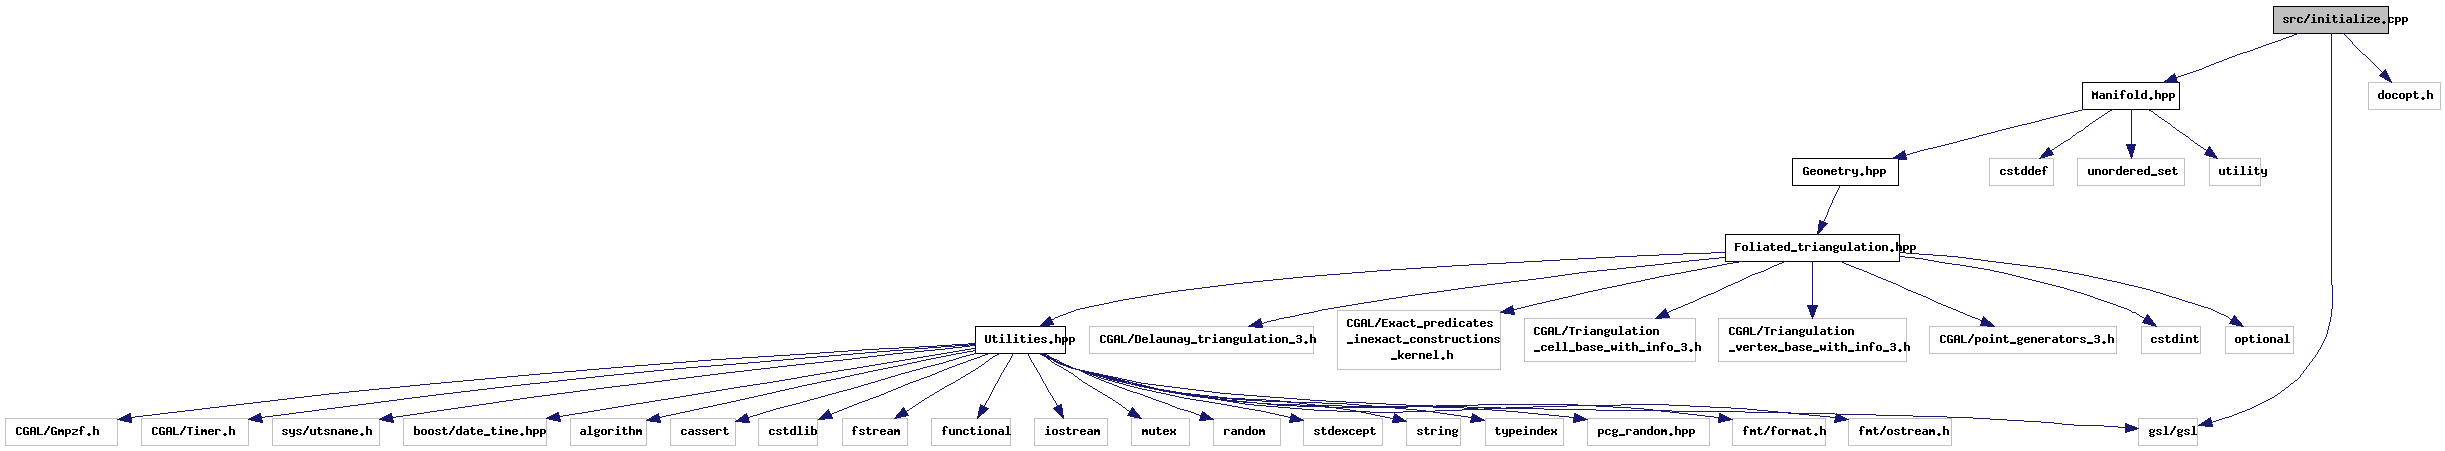 src/initialize.cpp
Manifold.hpp
docopt.h
Geometry.hpp
cstddef
unordered_set
utility
Foliated_triangulation.hpp
Utilities.hpp
CGAL/Delaunay_triangulation_3.h
CGAL/Exact_predicates
_inexact_constructions
_kernel.h
CGAL/Triangulation
_cell_base_with_info_3.h
CGAL/Triangulation
_vertex_base_with_info_3.h
CGAL/point_generators_3.h
cstdint
optional
CGAL/Gmpzf.h
CGAL/Timer.h
sys/utsname.h
boost/date_time.hpp
algorithm
cassert
cstdlib
fstream
functional
iostream
mutex
random
stdexcept
string
typeindex
pcg_random.hpp
fmt/format.h
fmt/ostream.h
gsl/gsl